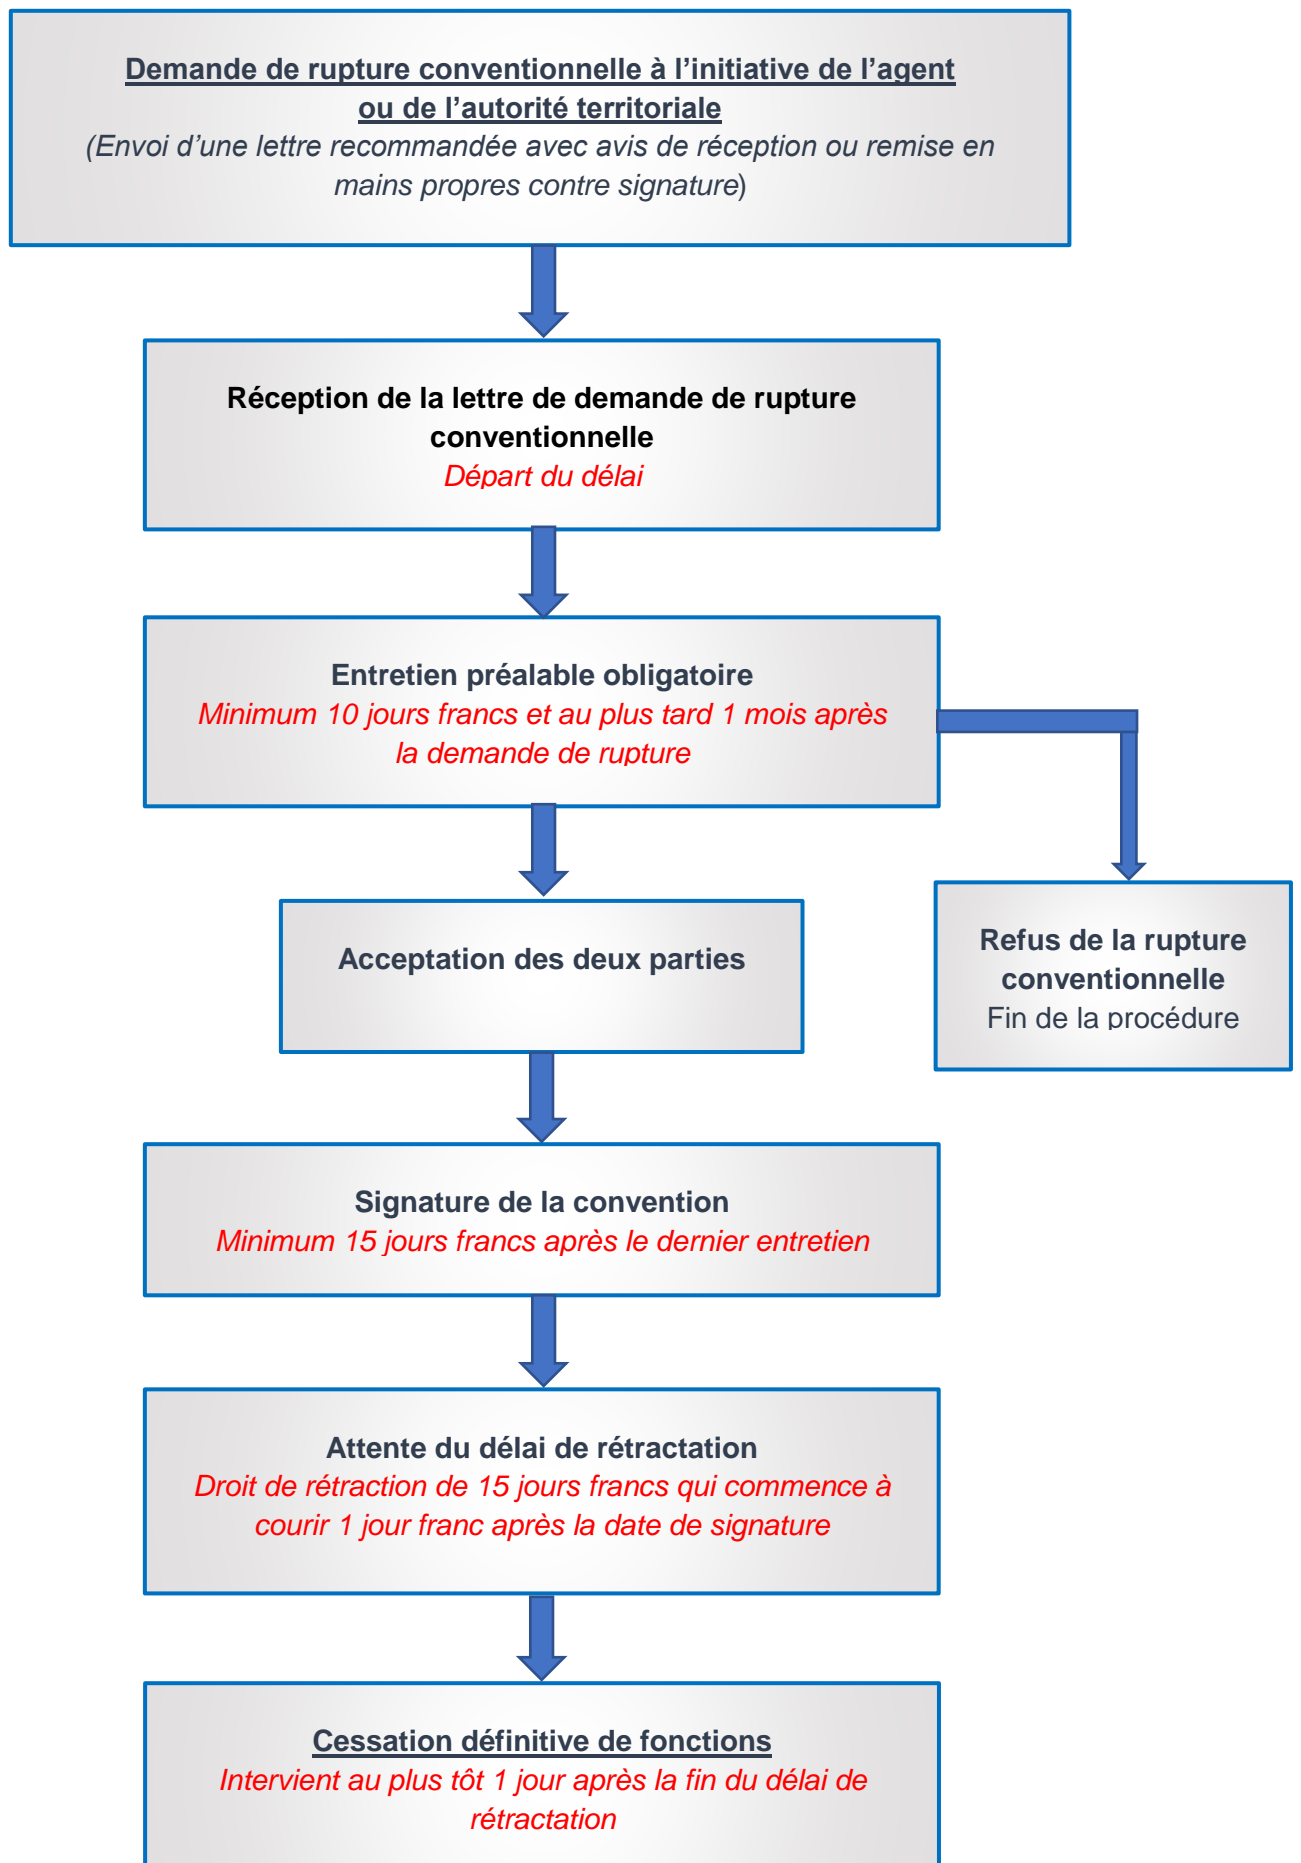 Demande de rupture conventionnelle à l'initiative de l'agent
ou de l'autorité territoriale
(Envoi d'une lettre recommandée avec avis de réception ou remise en
mains propres contre signature)
Réception de la lettre de demande de rupture
conventionnelle
Départ du délai
Entretien préalable obligatoire
Minimum 10 jours francs et au plus tard 1 mois après
la demande de rupture
Acceptation des deux parties
Refus de la rupture
conventionnelle
Fin de la procédure
Signature de la convention
Minimum 15 jours francs après le dernier entretien
Attente du délai de rétractation
Droit de rétraction de 15 jours francs qui commence à
courir 1 jour franc après la date de signature
Cessation définitive de fonctions
Intervient au plus tôt 1 jour après la fin du délai de
rétractation